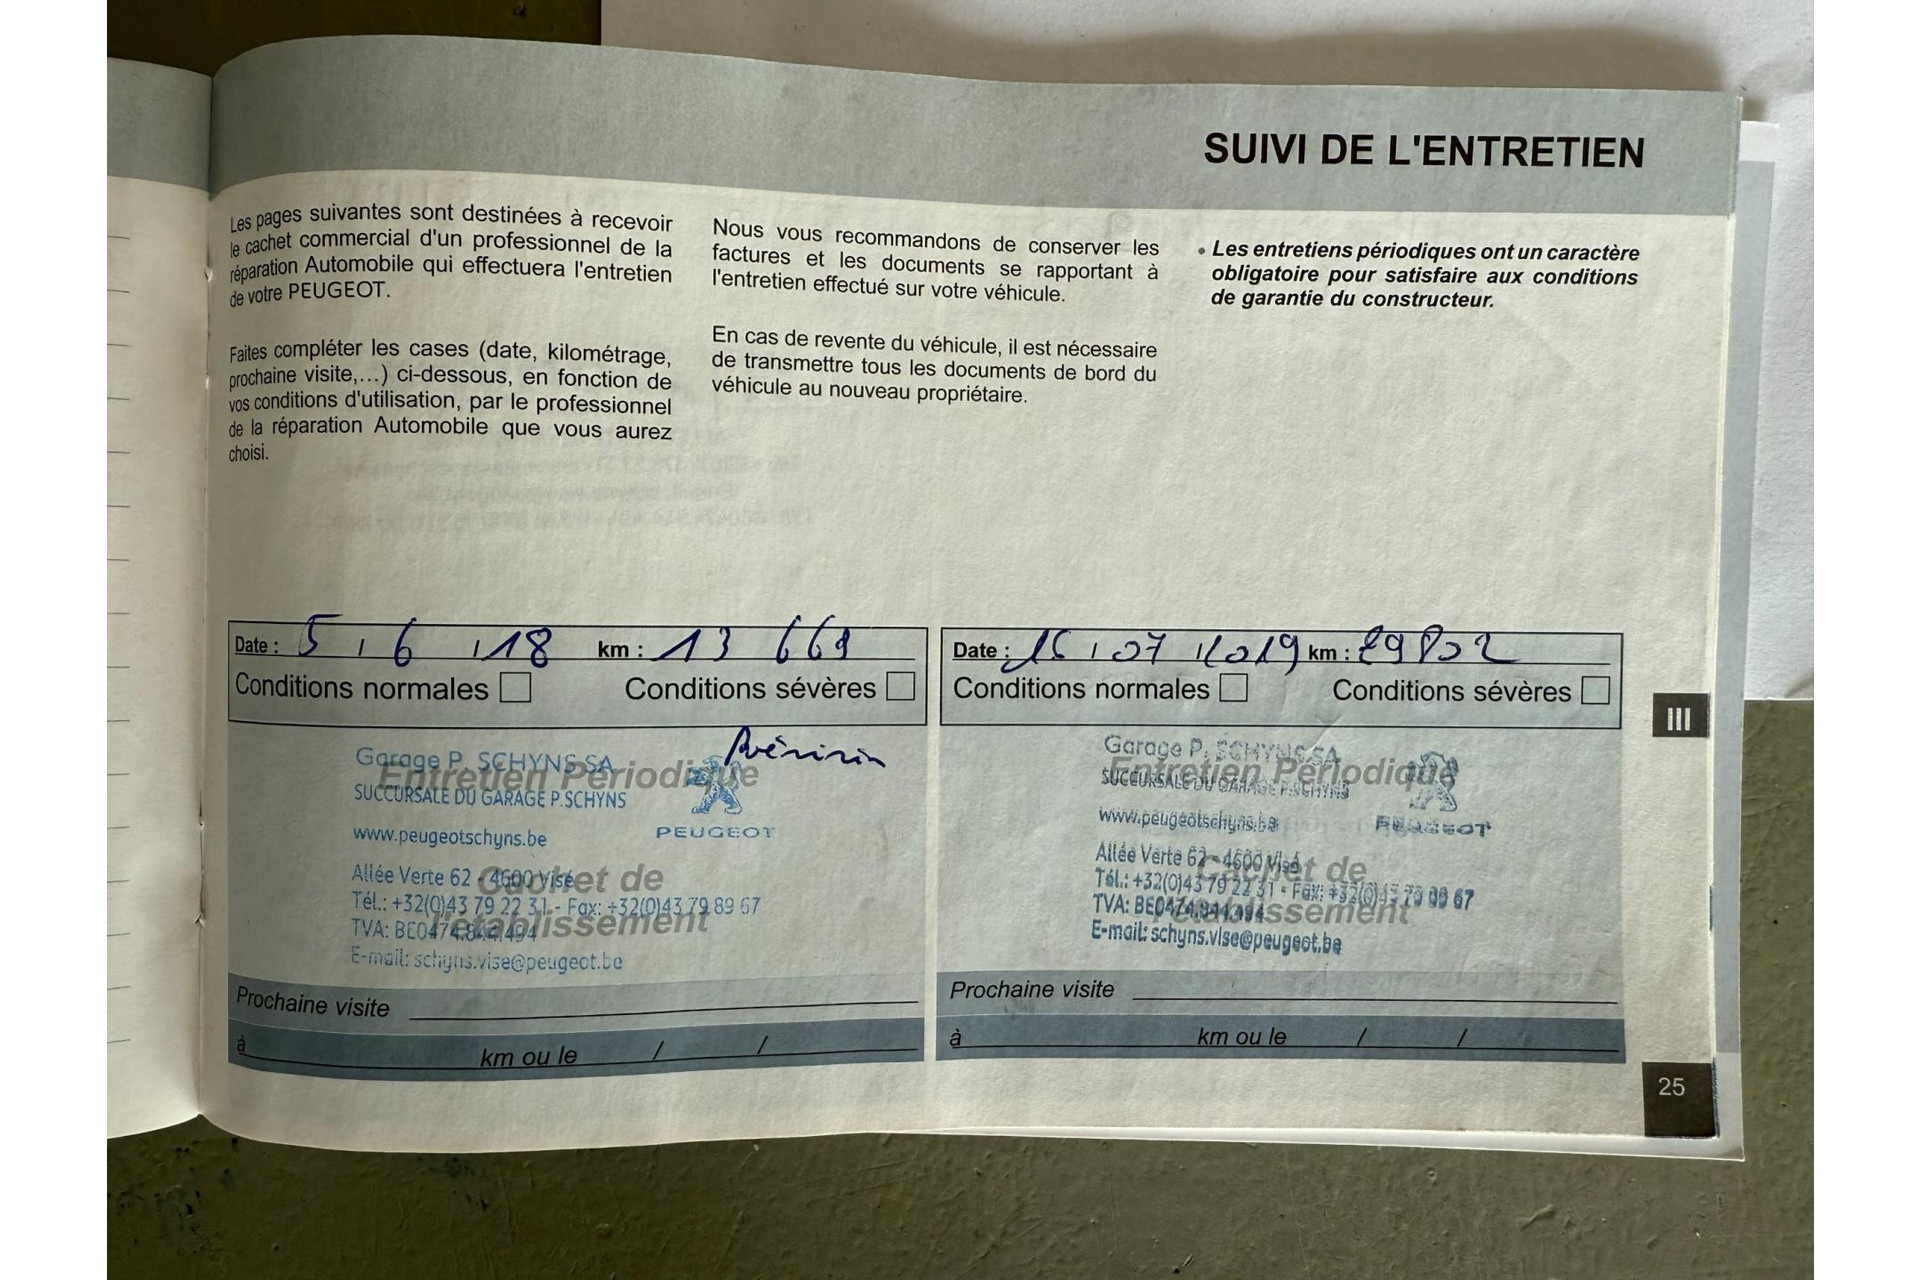 SUIVI DE L'ENTRETIEN
Les pages suivantes sont destinées à recevoir
le cachet commercial d'un professionnel de la
réparation Automobile qui effectuera l'entretien
de votre PEUGEOT.
Faites compléter les cases (date, kilométrage,
prochaine visite,...) ci-dessous, en fonction de
vos conditions d'utilisation, par le professionnel
de la réparation Automobile que vous aurez
choisi.
Nous vous recommandons de conserver les
factures et les documents se rapportant à
l'entretien effectué sur votre véhicule.
En cas de revente du véhicule, il est nécessaire
de transmettre tous les documents de bord du
véhicule au nouveau propriétaire.
• Les entretiens périodiques ont un caractère
obligatoire pour satisfaire aux conditions
de garantie du constructeur.
Date : 5 / 6 / 18 km : 13 669
Conditions normales Conditions sévères
Entretien Périodique
Garage P. SCHYNS SA
SUCCURSALE DU GARAGE P.SCHYNS
PEUGEOT
www.peugeotschyns.be
Cachet de
l'établissement
Allée Verte 62 - 4600 Visé
Tél.: +32(0)43 79 22 31 - Fax: +32(0)43 79 89 67
TVA: BE0474.844.494
E-mail: schyns.vise@peugeot.be
Prochaine visite
à km ou le / /
Date : / 07 / 2019 km : 29802
Conditions normales Conditions sévères
Entretien Périodique
Garage P. SCHYNS SA
SUCCURSALE DU GARAGE P.SCHYNS
PEUGEOT
www.peugeotschyns.be
Cachet de
l'établissement
Allée Verte 62 - 4600 Visé
Tél.: +32(0)43 79 22 31 - Fax: +32(0)43 79 89 67
TVA: BE0474.844.494
E-mail: schyns.vise@peugeot.be
Prochaine visite
à km ou le / /
III
25